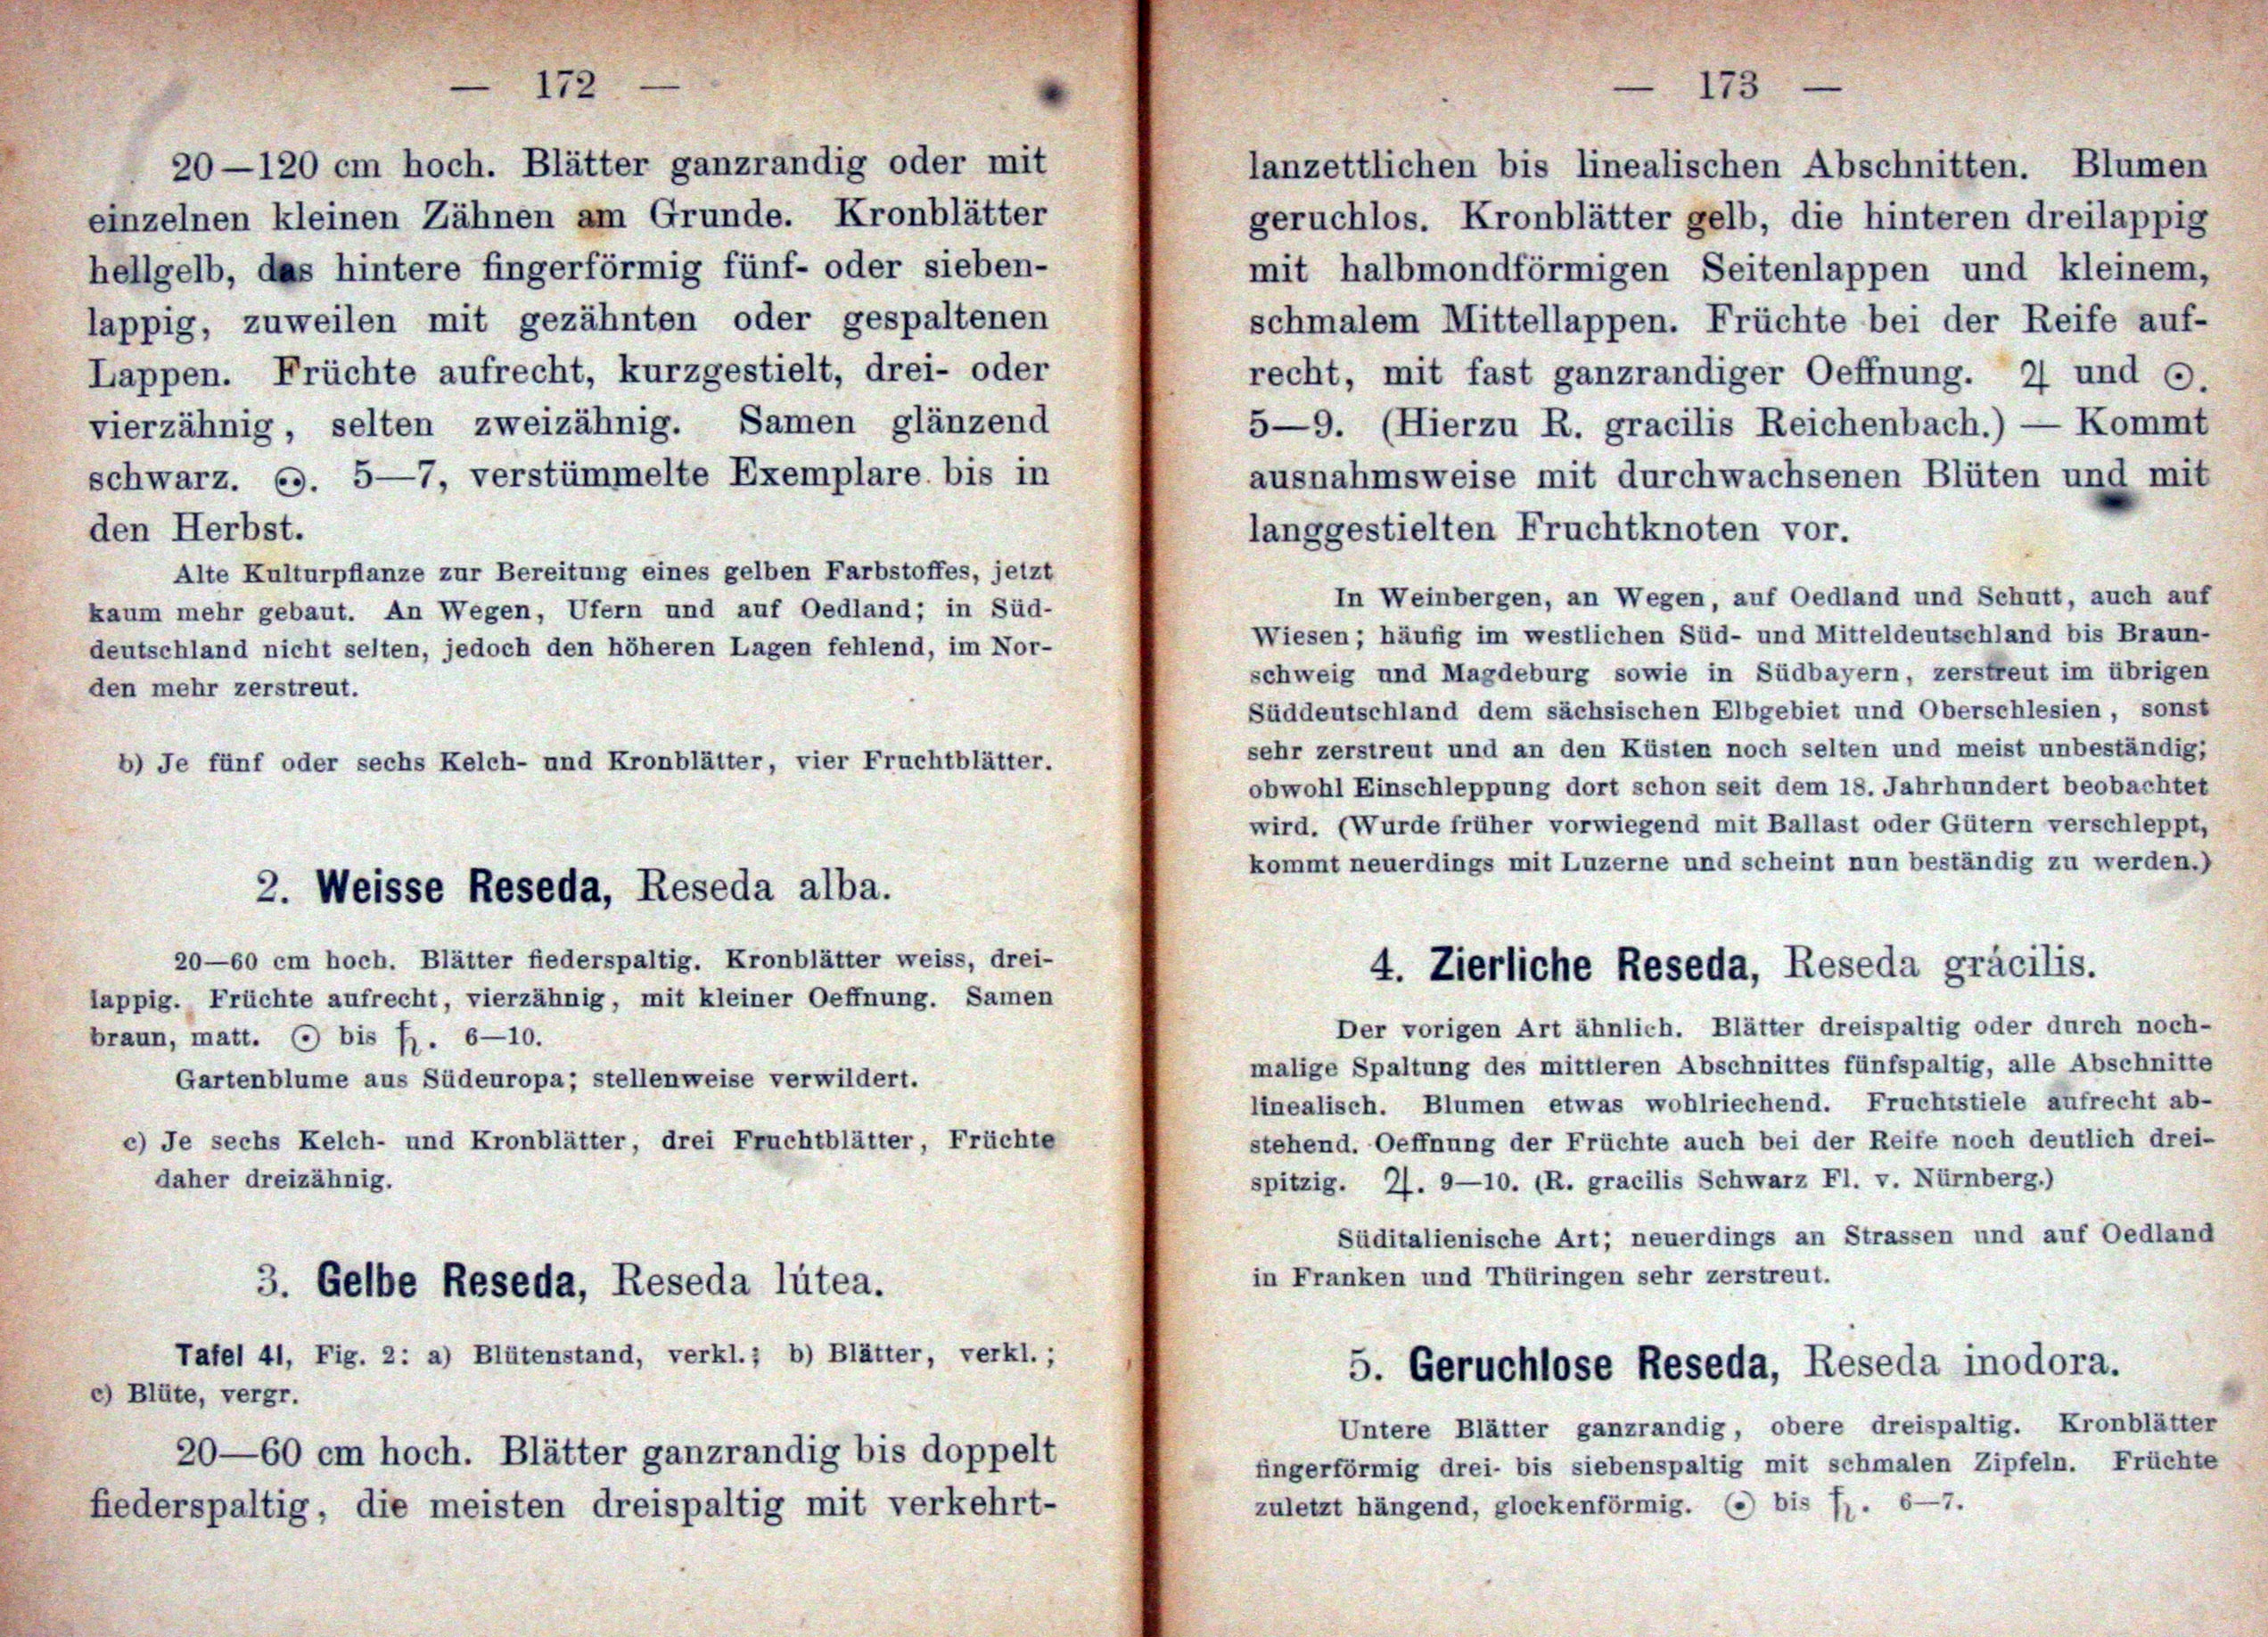 — 172 —
20—120 cm hoch. Blätter ganzrandig oder mit
einzelnen kleinen Zähnen am Grunde. Kronblätter
hellgelb, das hintere fingerförmig fünf- oder sieben-
lappig, zuweilen mit gezähnten oder gespaltenen
Lappen. Früchte aufrecht, kurzgestielt, drei- oder
vierzähnig, selten zweizähnig. Samen glänzend
schwarz. ⚇. 5—7, verstümmelte Exemplare bis in
den Herbst.
Alte Kulturpflanze zur Bereitung eines gelben Farbstoffes, jetzt
kaum mehr gebaut. An Wegen, Ufern und auf Oedland; in Süd-
deutschland nicht selten, jedoch den höheren Lagen fehlend, im Nor-
den mehr zerstreut.
b) Je fünf oder sechs Kelch- und Kronblätter, vier Fruchtblätter.
2. Weisse Reseda, Reseda alba.
20—60 cm hoch. Blätter fiederspaltig. Kronblätter weiss, drei-
lappig. Früchte aufrecht, vierzähnig, mit kleiner Oeffnung. Samen
braun, matt. ⊙ bis ♄. 6—10.
Gartenblume aus Südeuropa; stellenweise verwildert.
c) Je sechs Kelch- und Kronblätter, drei Fruchtblätter, Früchte
daher dreizähnig.
3. Gelbe Reseda, Reseda lútea.
Tafel 41, Fig. 2: a) Blütenstand, verkl.; b) Blätter, verkl.;
c) Blüte, vergr.
20—60 cm hoch. Blätter ganzrandig bis doppelt
fiederspaltig, die meisten dreispaltig mit verkehrt-
— 173 —
lanzettlichen bis linealischen Abschnitten. Blumen
geruchlos. Kronblätter gelb, die hinteren dreilappig
mit halbmondförmigen Seitenlappen und kleinem,
schmalem Mittellappen. Früchte bei der Reife auf-
recht, mit fast ganzrandiger Oeffnung. ♃ und ⊙.
5—9. (Hierzu R. gracilis Reichenbach.) — Kommt
ausnahmsweise mit durchwachsenen Blüten und mit
langgestielten Fruchtknoten vor.
In Weinbergen, an Wegen, auf Oedland und Schutt, auch auf
Wiesen; häufig im westlichen Süd- und Mitteldeutschland bis Braun-
schweig und Magdeburg sowie in Südbayern, zerstreut im übrigen
Süddeutschland dem sächsischen Elbgebiet und Oberschlesien, sonst
sehr zerstreut und an den Küsten noch selten und meist unbeständig;
obwohl Einschleppung dort schon seit dem 18. Jahrhundert beobachtet
wird. (Wurde früher vorwiegend mit Ballast oder Gütern verschleppt,
kommt neuerdings mit Luzerne und scheint nun beständig zu werden.)
4. Zierliche Reseda, Reseda grácilis.
Der vorigen Art ähnlich. Blätter dreispaltig oder durch noch-
malige Spaltung des mittleren Abschnittes fünfspaltig, alle Abschnitte
linealisch. Blumen etwas wohlriechend. Fruchtstiele aufrecht ab-
stehend. Oeffnung der Früchte auch bei der Reife noch deutlich drei-
spitzig. ♃. 9—10. (R. gracilis Schwarz Fl. v. Nürnberg.)
Süditalienische Art; neuerdings an Strassen und auf Oedland
in Franken und Thüringen sehr zerstreut.
5. Geruchlose Reseda, Reseda inodora.
Untere Blätter ganzrandig, obere dreispaltig. Kronblätter
fingerförmig drei- bis siebenspaltig mit schmalen Zipfeln. Früchte
zuletzt hängend, glockenförmig. ⊙ bis ♄. 6—7.